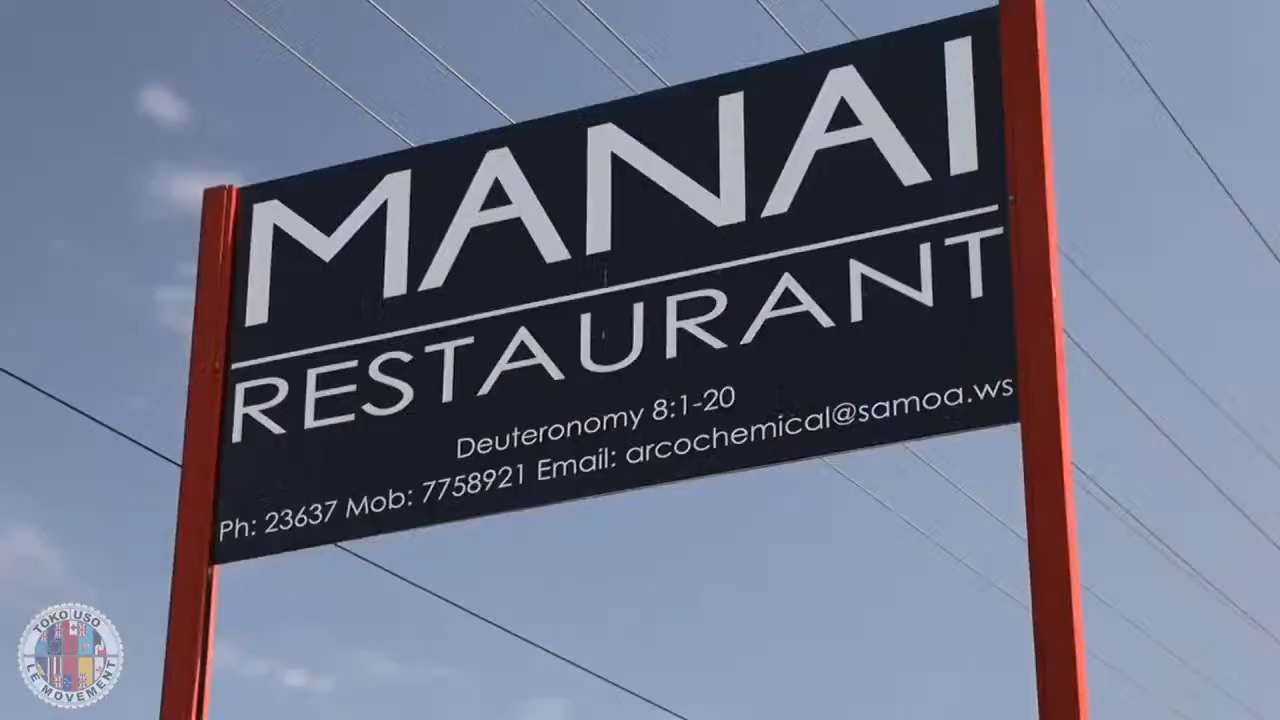 MANAI
RESTAURANT
Deuteronomy 8:1-20
Ph: 23637 Mob: 7758921 Email: arcochemical@samoa.ws
TOKO USO
LE MOVEMENT